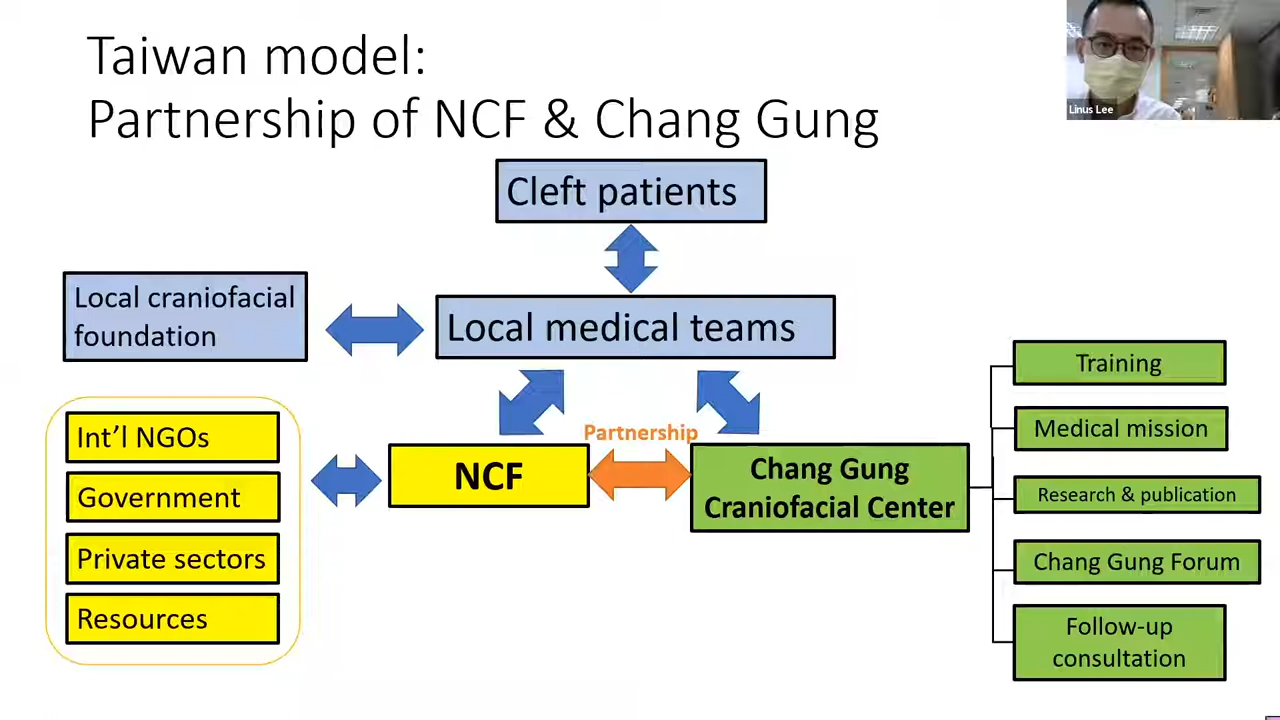 Taiwan model:
Partnership of NCF & Chang Gung
Linus Lee
Cleft patients
Local craniofacial
foundation
Local medical teams
Int’l NGOs
Government
Private sectors
Resources
NCF
Partnership
Chang Gung
Craniofacial Center
Training
Medical mission
Research & publication
Chang Gung Forum
Follow-up
consultation